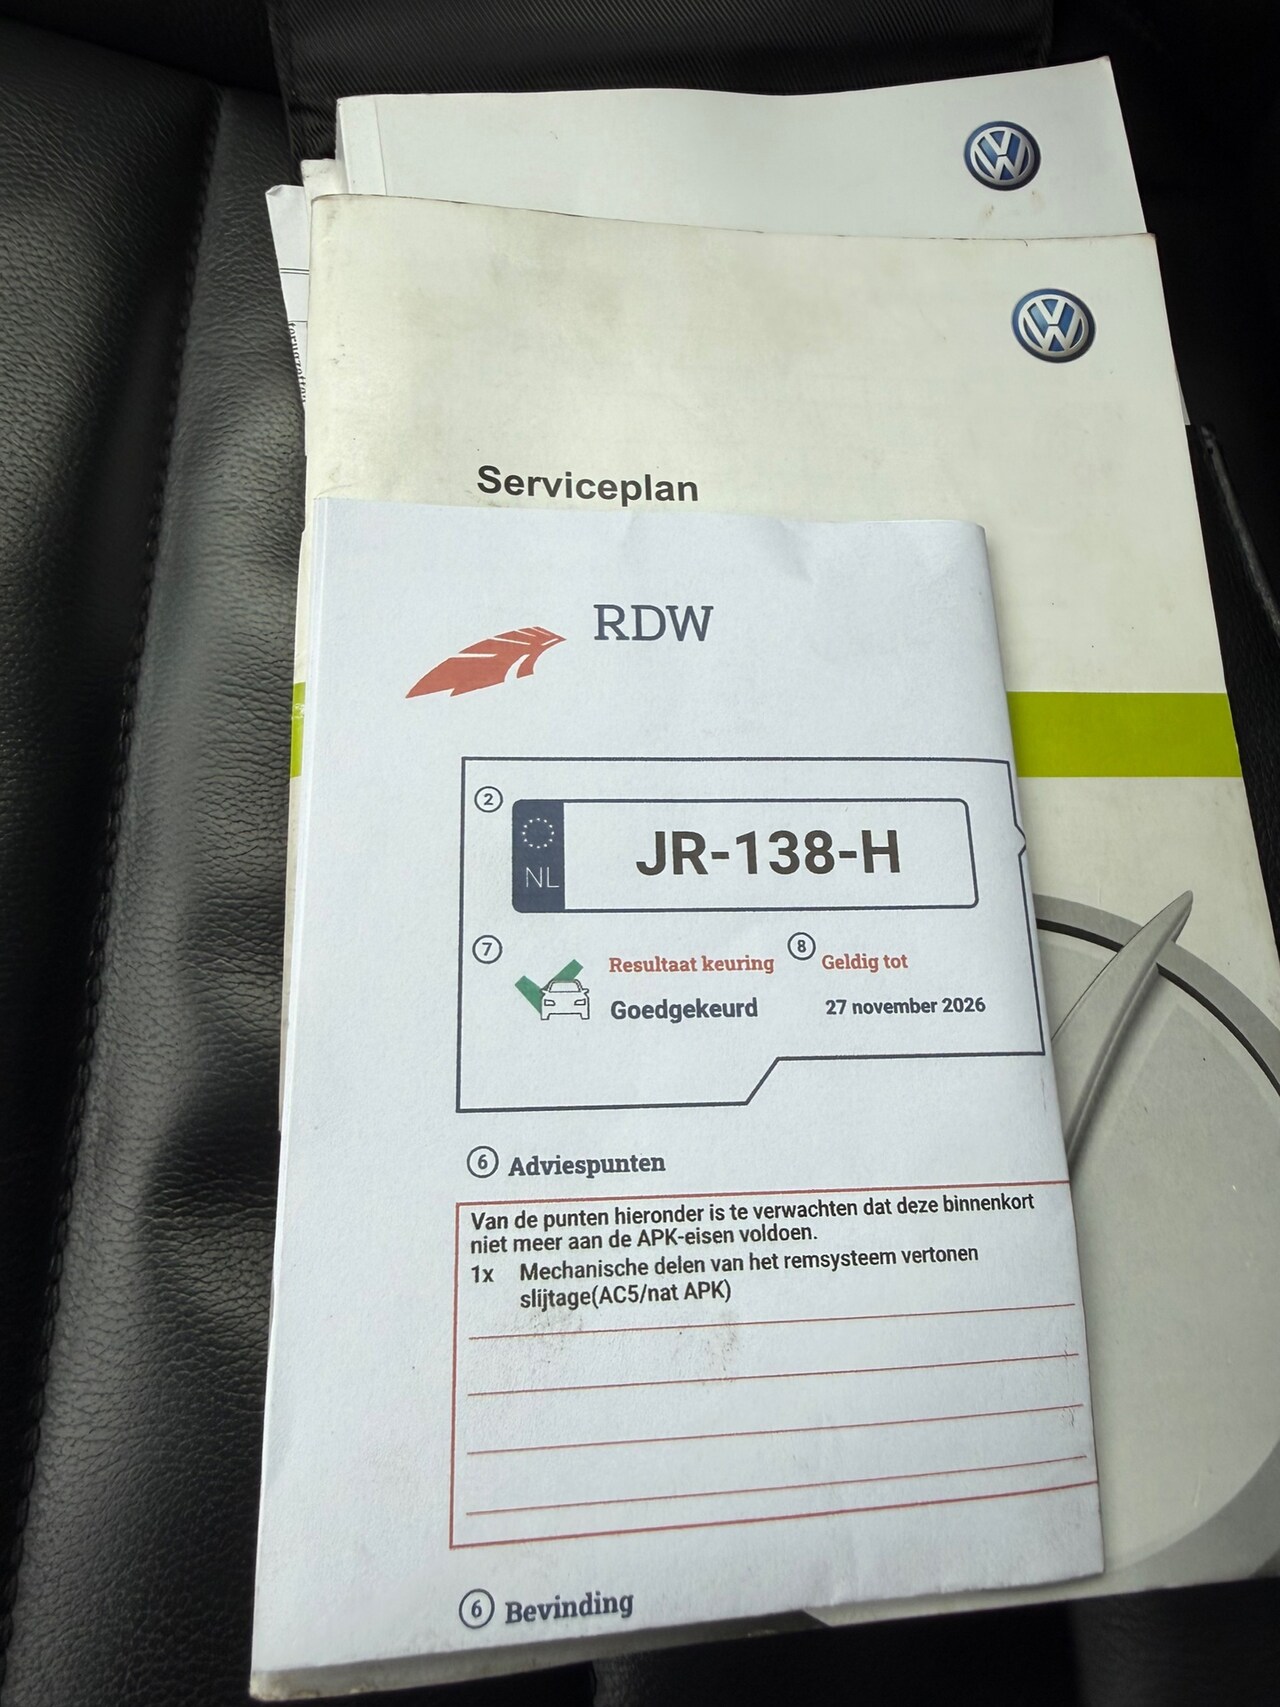 Serviceplan
RDW
2
NL
JR-138-H
7
Resultaat keuring
8
Geldig tot
Goedgekeurd
27 november 2026
6 Adviespunten
Van de punten hieronder is te verwachten dat deze binnenkort
niet meer aan de APK-eisen voldoen.
1x Mechanische delen van het remsysteem vertonen
slijtage(AC5/nat APK)
6 Bevinding